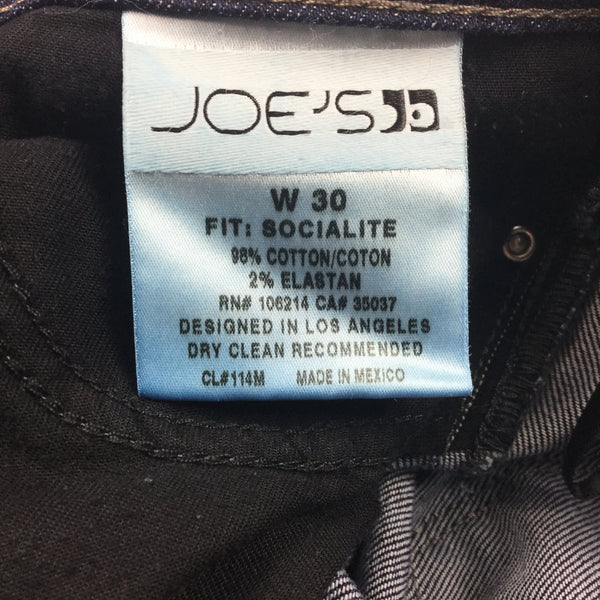 JOE'S
W 30
FIT: SOCIALITE
98% COTTON/COTON
2% ELASTAN
RN# 106214 CA# 35037
DESIGNED IN LOS ANGELES
DRY CLEAN RECOMMENDED
CL#114M MADE IN MEXICO